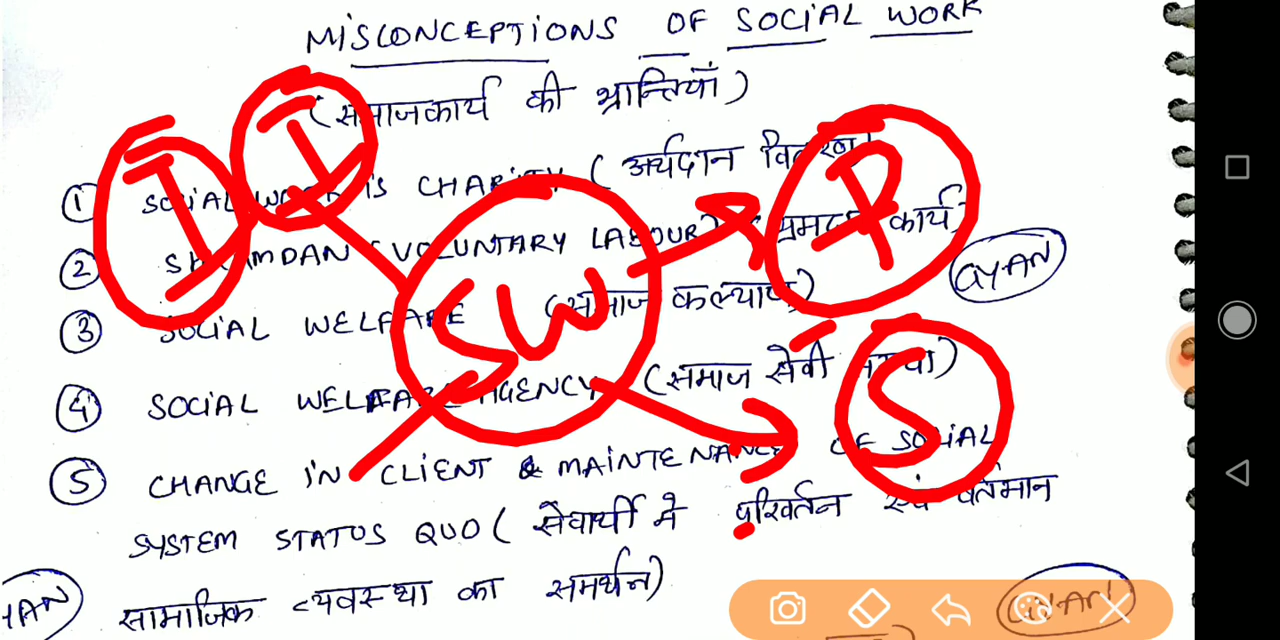 MISCONCEPTIONS OF SOCIAL WORK
(समाजकार्य की भ्रान्तियाँ)
① SOCIAL WORK IS CHARITY (अर्थदान
② SHRAMDAN (VOLUNTARY LABOUR) कार्य)
GYAN
③ SOCIAL WELFARE (समाज कल्याण)
④ SOCIAL WELFARE AGENCY (समाज सेवी
⑤ CHANGE IN CLIENT & MAINTENANCE OF SOCIAL
SYSTEM STATUS QUO (सेवार्थी मे परिवर्तन एवं वर्तमान
सामाजिक व्यवस्था का समर्थन)
I
I
SW
P
S